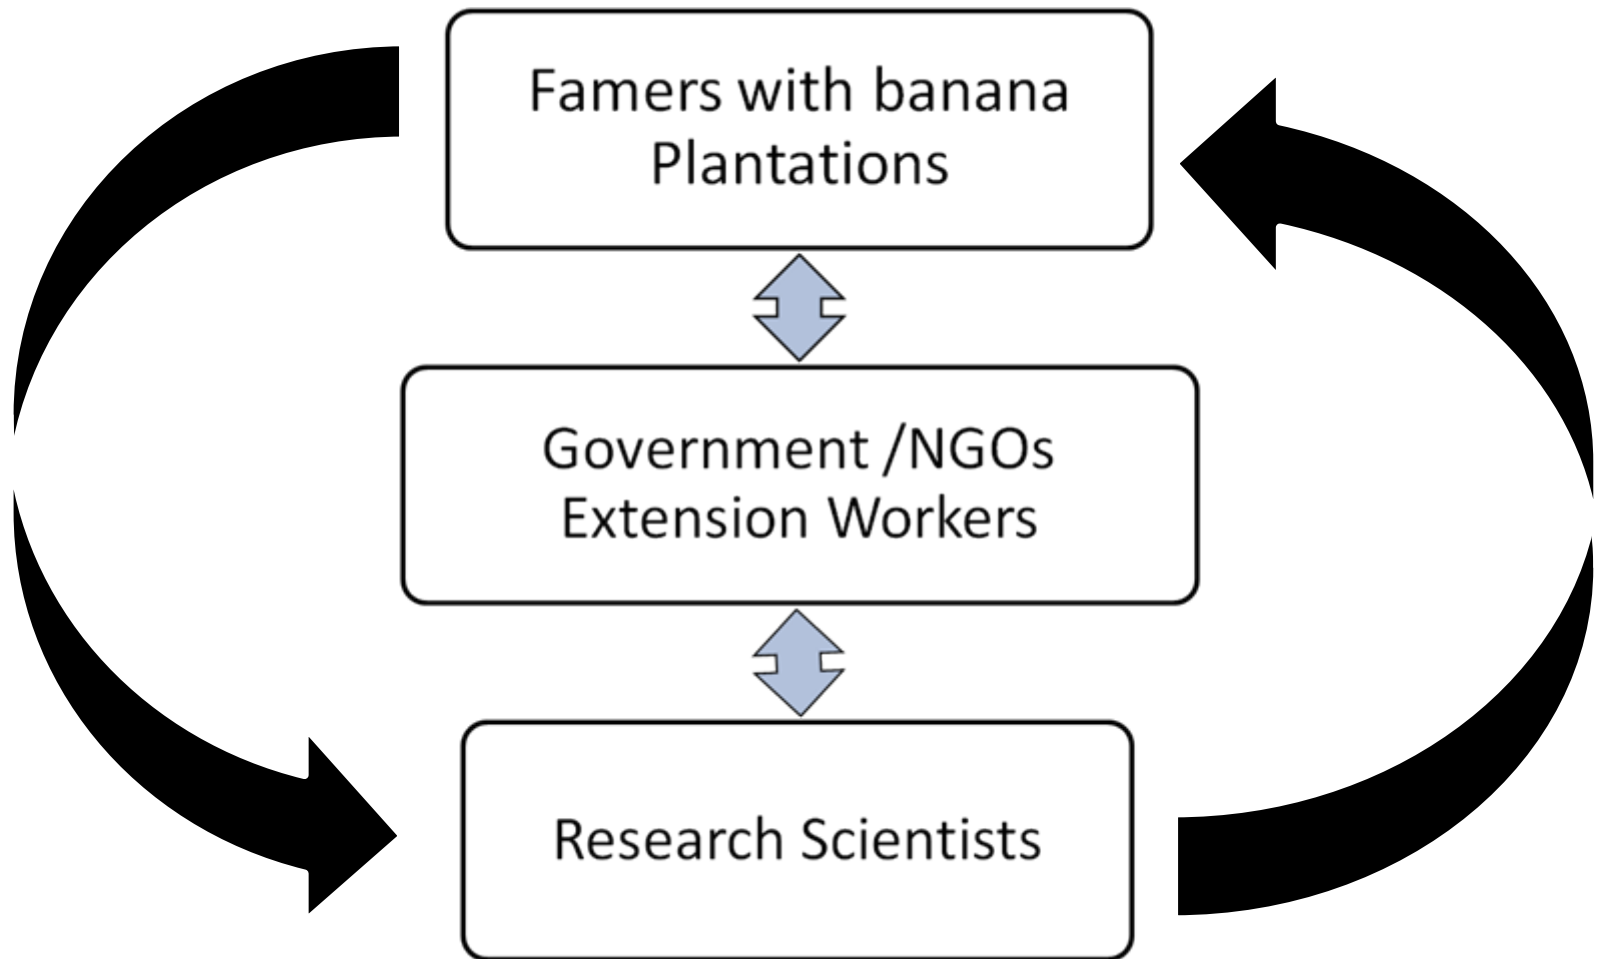 Famers with banana
Plantations
Government /NGOs
Extension Workers
Research Scientists